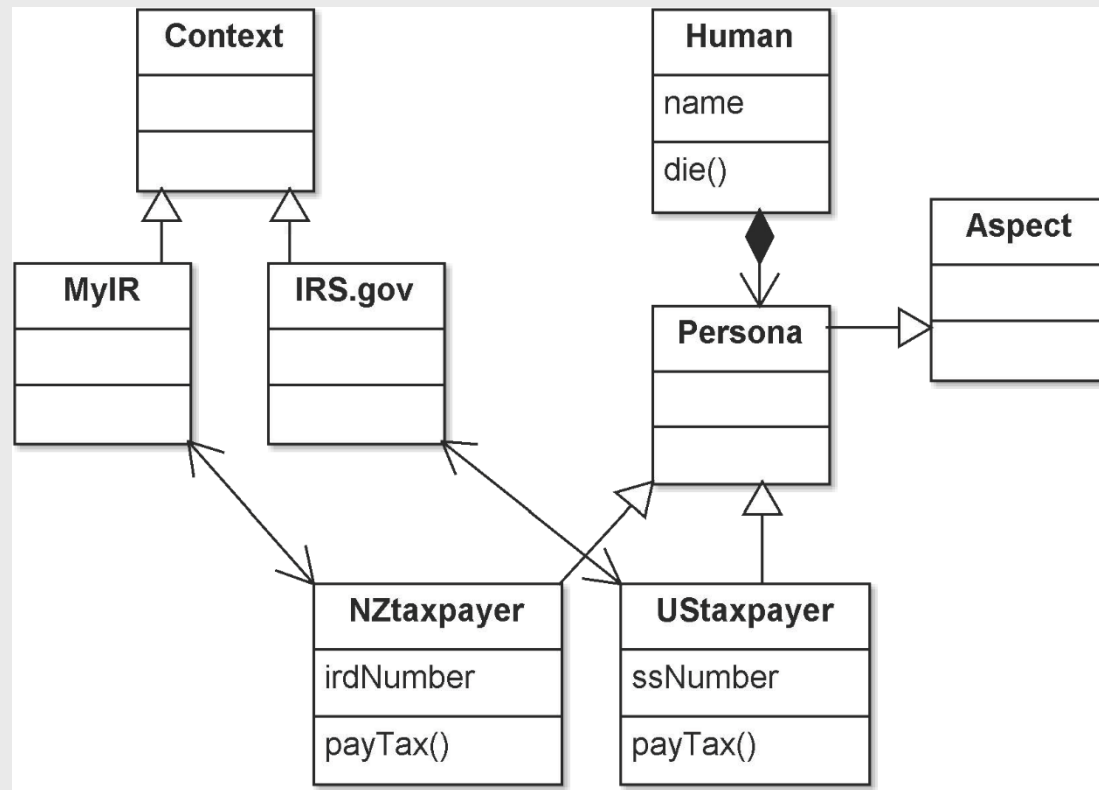 Context
Human
name
die()
Aspect
MyIR
IRS.gov
Persona
NZtaxpayer
irdNumber
payTax()
UStaxpayer
ssNumber
payTax()